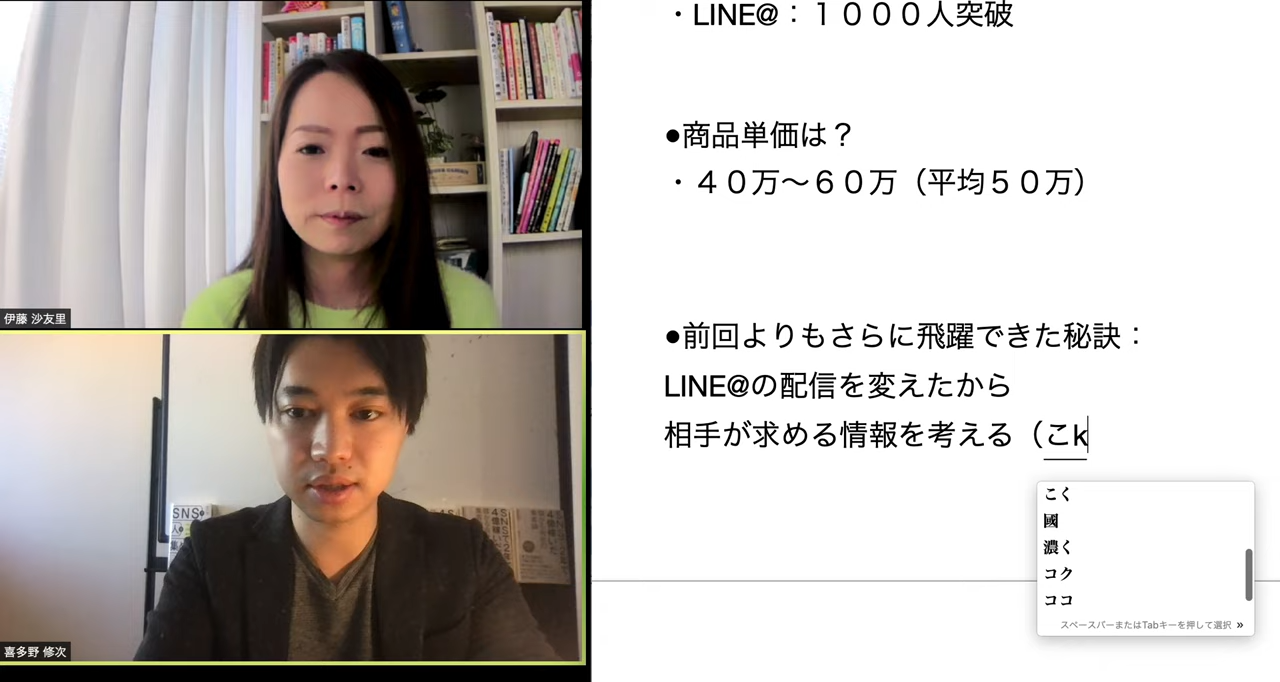 伊藤 沙友里
SNS
喜多野 修次
・LINE@：１０００人突破
●商品単価は？
・４０万〜６０万（平均５０万）
●前回よりもさらに飛躍できた秘訣：
LINE@の配信を変えたから
相手が求める情報を考える（こk
こく
國
濃く
コク
ココ
スペースバーまたはTabキーを押して選択 »